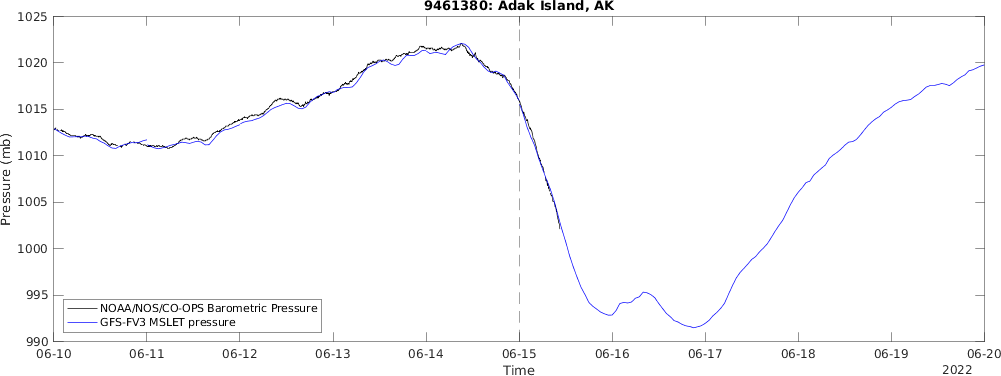 9461380: Adak Island, AK
1025
1020
1015
1010
1005
1000
995
990
Pressure (mb)
NOAA/NOS/CO-OPS Barometric Pressure
GFS-FV3 MSLET pressure
06-10 06-11 06-12 06-13 06-14 06-15 06-16 06-17 06-18 06-19 06-20
Time
2022